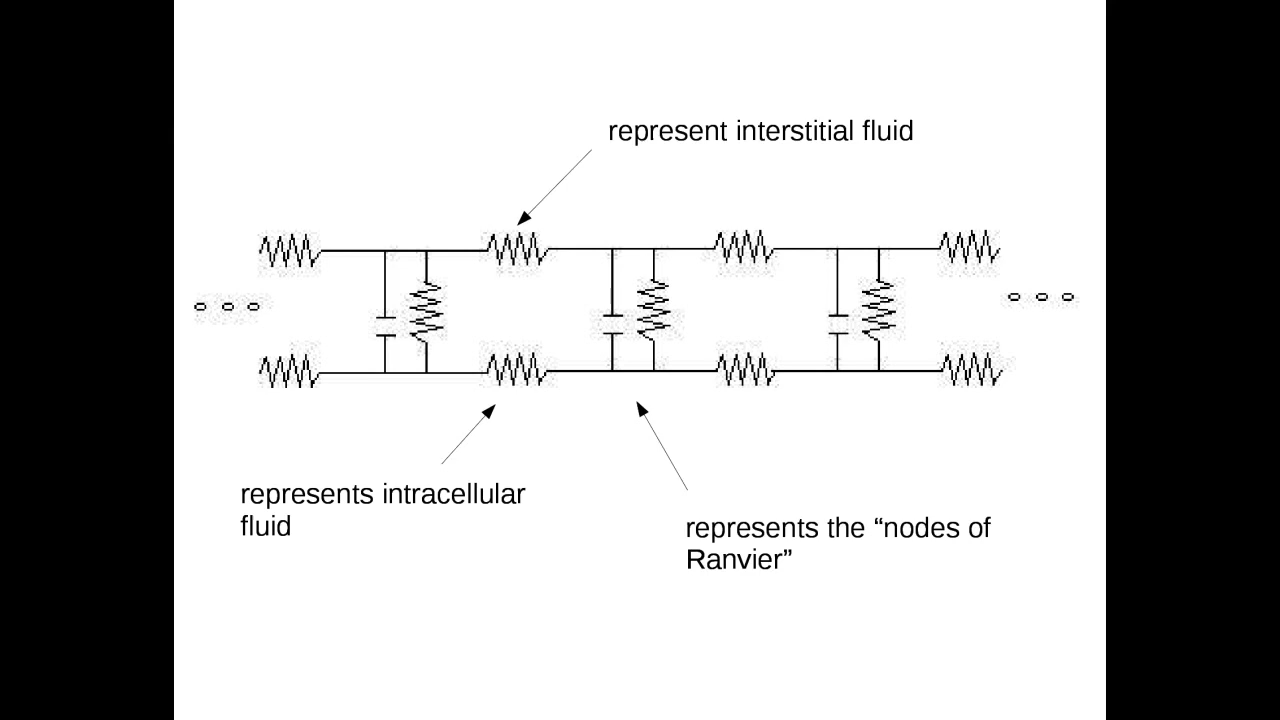 represent interstitial fluid
represents intracellular
fluid
represents the “nodes of
Ranvier”